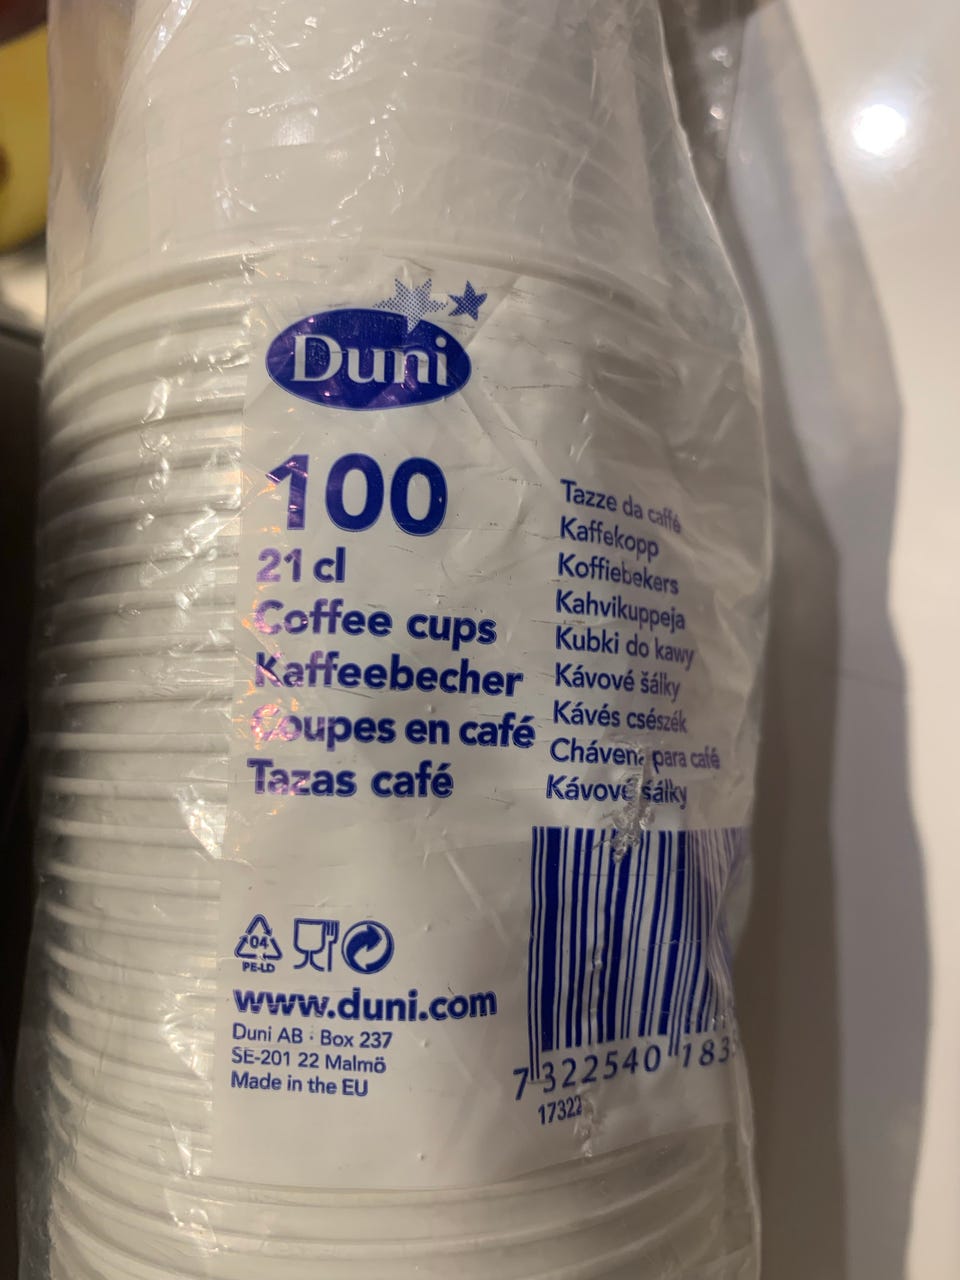 Duni
100
21 cl
Coffee cups
Kaffeebecher
Coupes en café
Tazas café
Tazze da caffé
Kaffekopp
Koffiebekers
Kahvikuppeja
Kubki do kawy
Kávové šálky
Kávés csészék
Chávena para café
Kávové šálky
04
PE-LD
www.duni.com
Duni AB · Box 237
SE-201 22 Malmö
Made in the EU
7 322540 183
17322